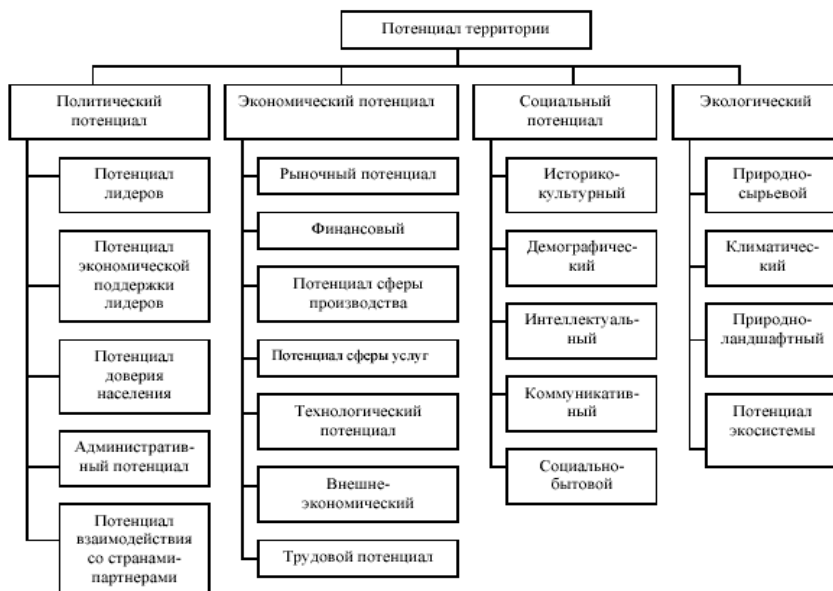 Потенциал территории
Политический
потенциал
Потенциал
лидеров
Потенциал
экономической
поддержки
лидеров
Потенциал
доверия
населения
Административ-
ный потенциал
Потенциал
взаимодействия
со странами-
партнерами
Экономический потенциал
Рыночный потенциал
Финансовый
Потенциал сферы
производства
Потенциал сферы услуг
Технологический
потенциал
Внешне-
экономический
Трудовой потенциал
Социальный
потенциал
Историко-
культурный
Демографичес-
кий
Интеллектуаль-
ный
Коммуникатив-
ный
Социально-
бытовой
Экологический
Природно-
сырьевой
Климатичес-
кий
Природно-
ландшафтный
Потенциал
экосистемы